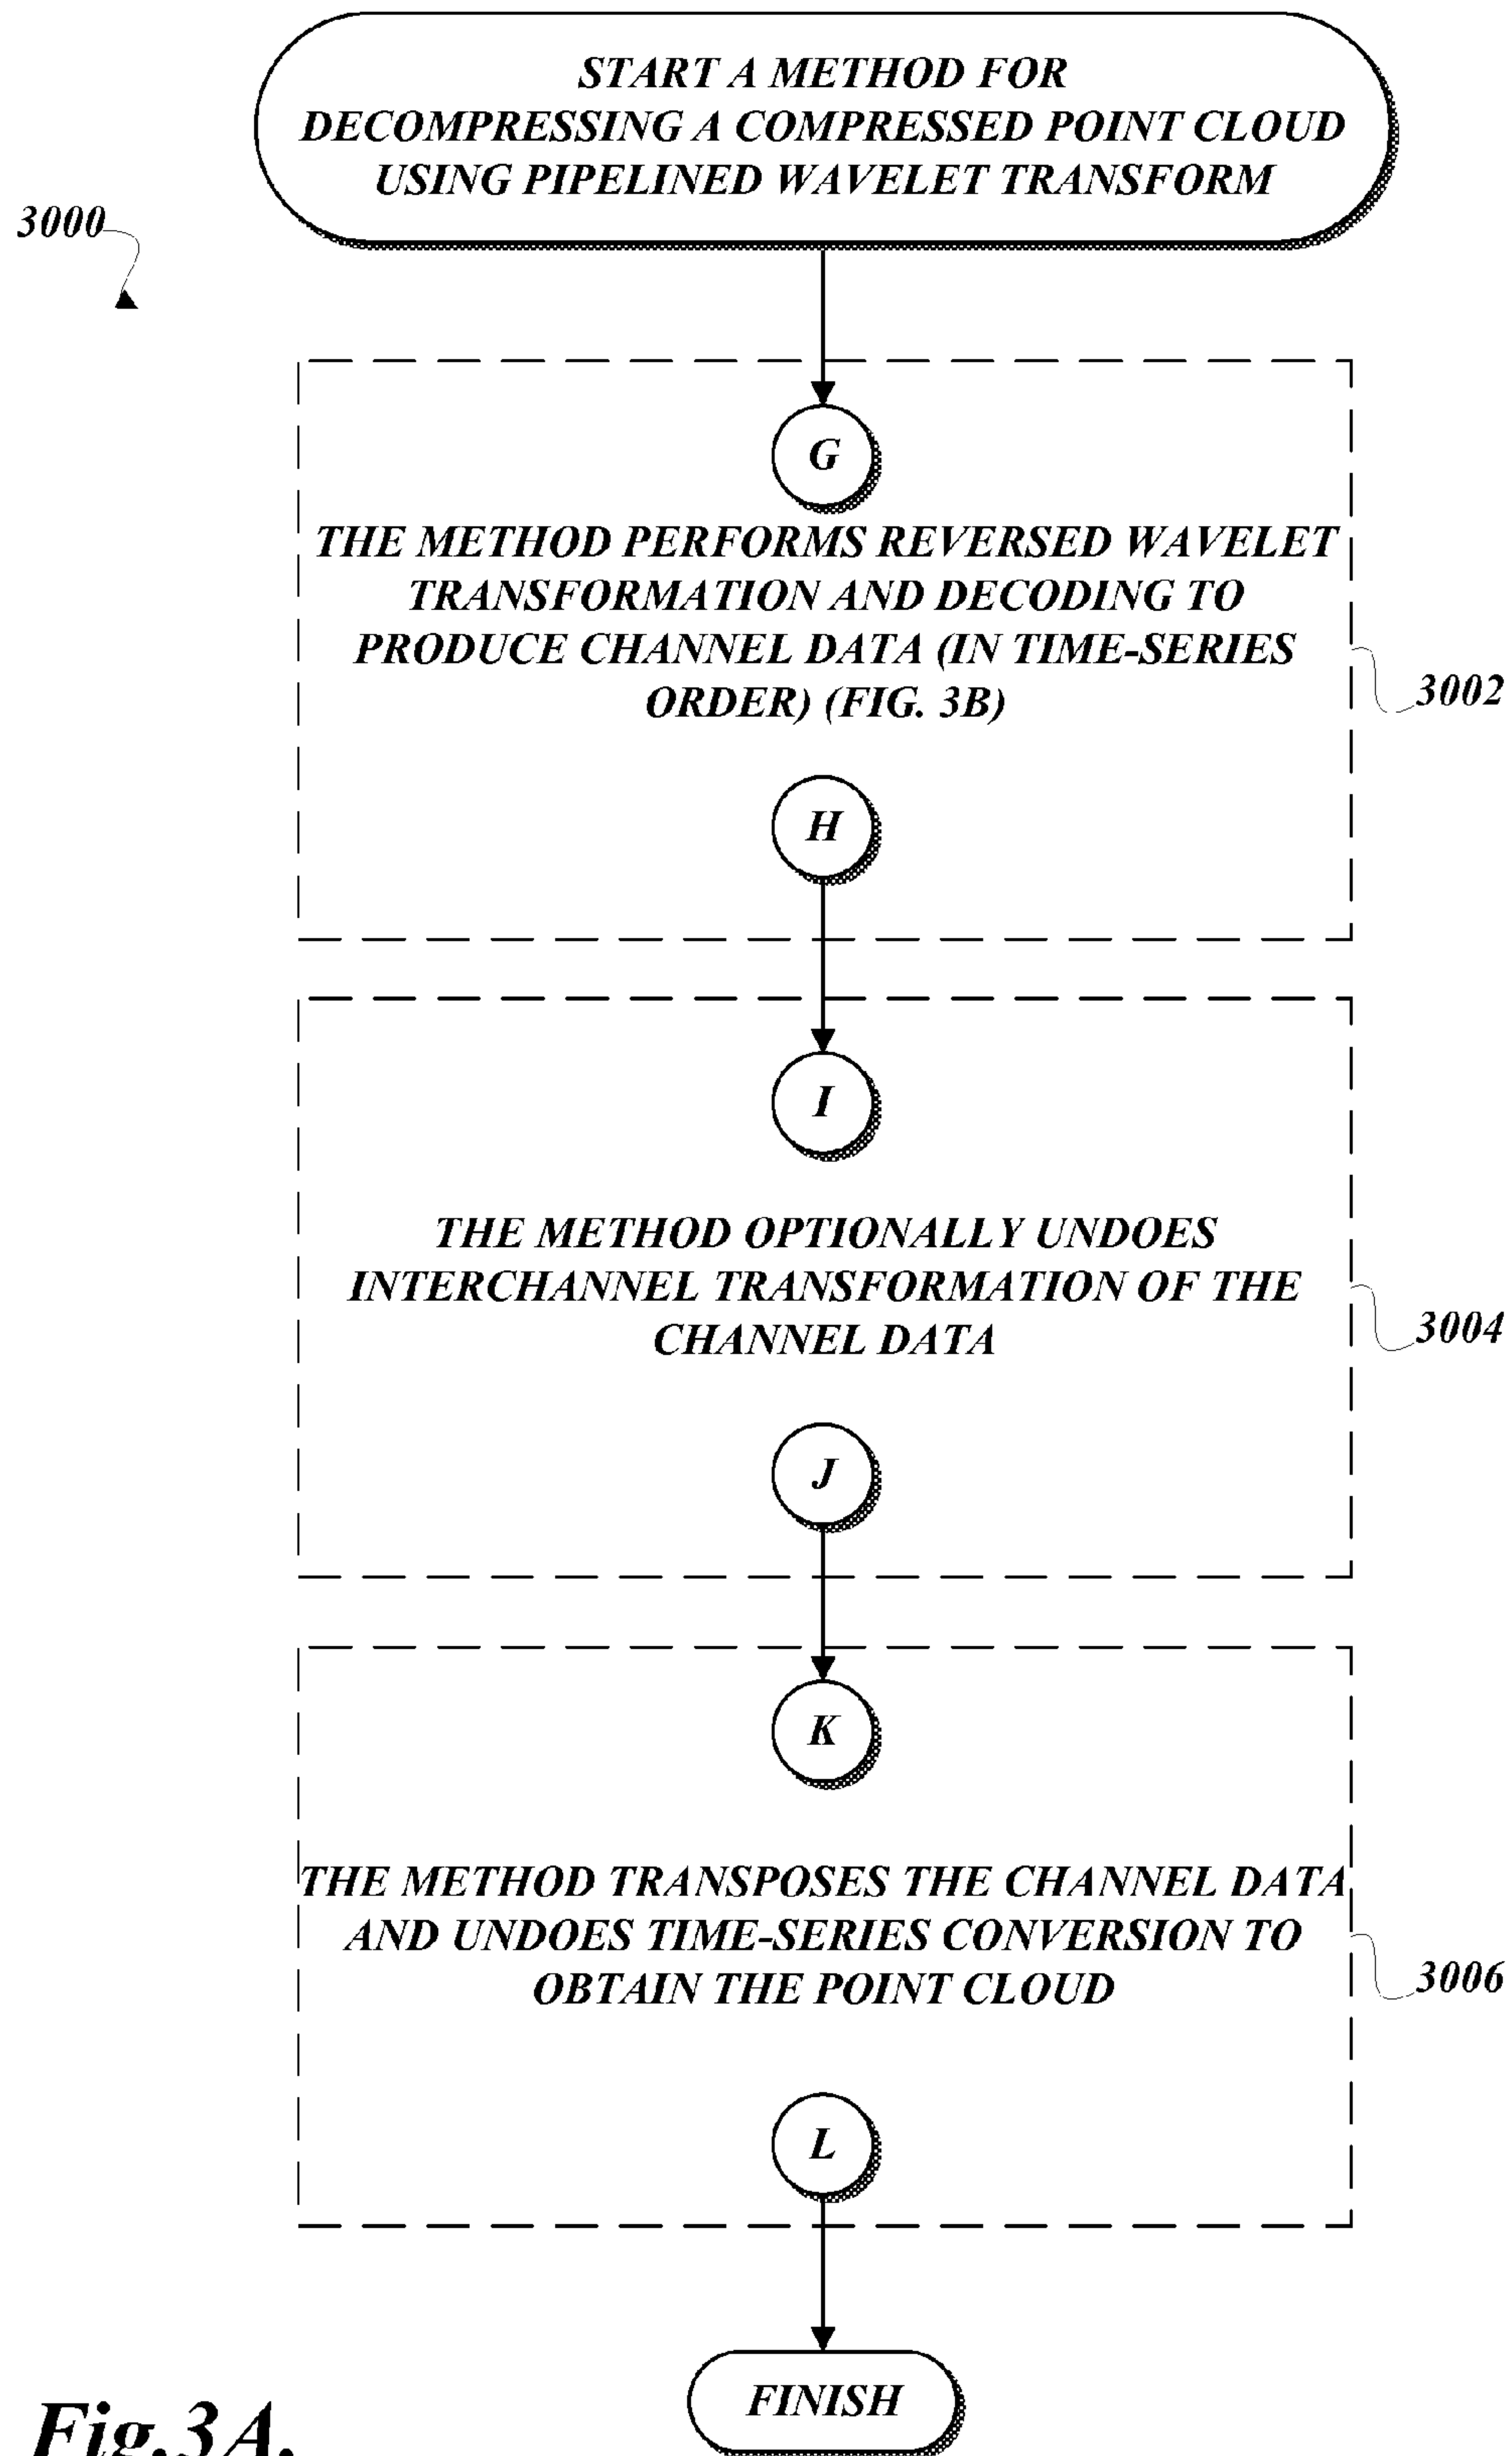 START A METHOD FOR
DECOMPRESSING A COMPRESSED POINT CLOUD
USING PIPELINED WAVELET TRANSFORM
3000
G
THE METHOD PERFORMS REVERSED WAVELET
TRANSFORMATION AND DECODING TO
PRODUCE CHANNEL DATA (IN TIME-SERIES
ORDER) (FIG. 3B)
3002
H
I
THE METHOD OPTIONALLY UNDOES
INTERCHANNEL TRANSFORMATION OF THE
CHANNEL DATA
3004
J
K
THE METHOD TRANSPOSES THE CHANNEL DATA
AND UNDOES TIME-SERIES CONVERSION TO
OBTAIN THE POINT CLOUD
3006
L
FINISH
Fig.3A.